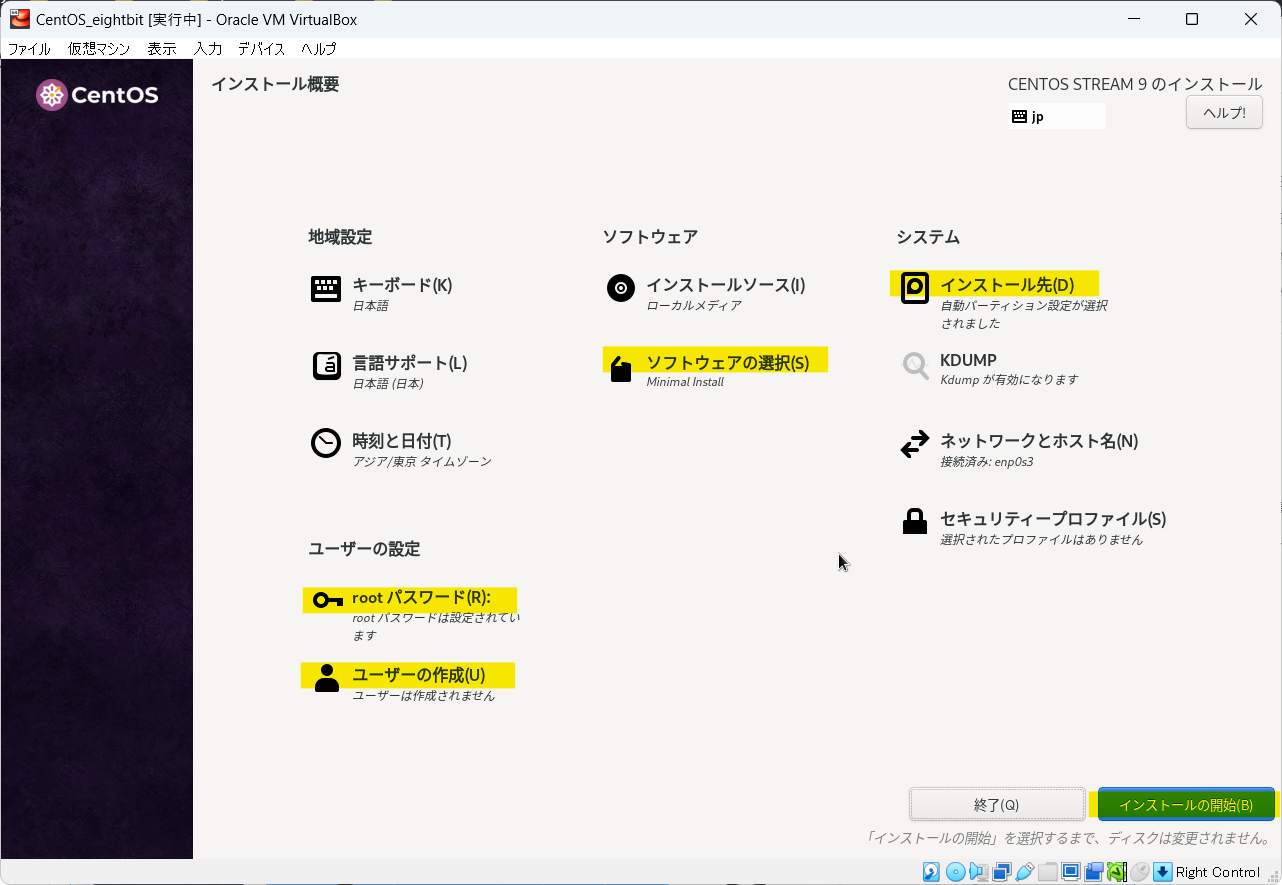 CentOS_eightbit [実行中] - Oracle VM VirtualBox
ファイル 仮想マシン 表示 入力 デバイス ヘルプ
CentOS
インストール概要
CENTOS STREAM 9 のインストール
jp
ヘルプ!
地域設定
キーボード(K)
日本語
言語サポート(L)
日本語 (日本)
時刻と日付(T)
アジア/東京 タイムゾーン
ソフトウェア
インストールソース(I)
ローカルメディア
ソフトウェアの選択(S)
Minimal Install
システム
インストール先(D)
自動パーティション設定が選択
されました
KDUMP
Kdump が有効になります
ネットワークとホスト名(N)
接続済み: enp0s3
セキュリティープロファイル(S)
選択されたプロファイルはありません
ユーザーの設定
root パスワード(R):
root パスワードは設定されてい
ます
ユーザーの作成(U)
ユーザーは作成されません
終了(Q)
インストールの開始(B)
「インストールの開始」を選択するまで、ディスクは変更されません。
Right Control